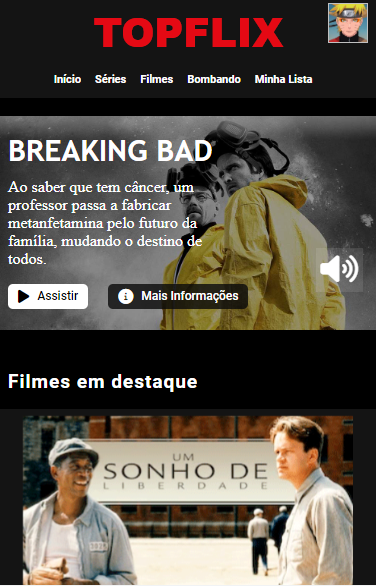 TOPFLIX
Início Séries Filmes Bombando Minha Lista
BREAKING BAD
Ao saber que tem câncer, um
professor passa a fabricar
metanfetamina pelo futuro da
família, mudando o destino de
todos.
Assistir Mais Informações
Filmes em destaque
UM
SONHO DE
LIBERDADE